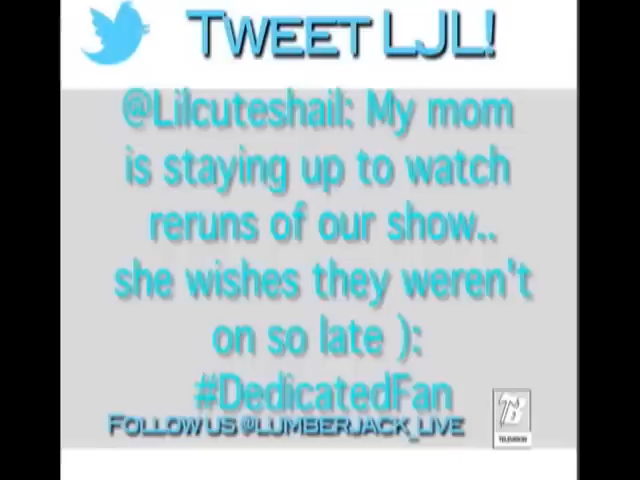 TWEET LJL!
@Lilcuteshail: My mom
is staying up to watch
reruns of our show..
she wishes they weren't
on so late ):
#DedicatedFan
FOLLOW US @LUMBERJACK_LIVE
TELEVISION